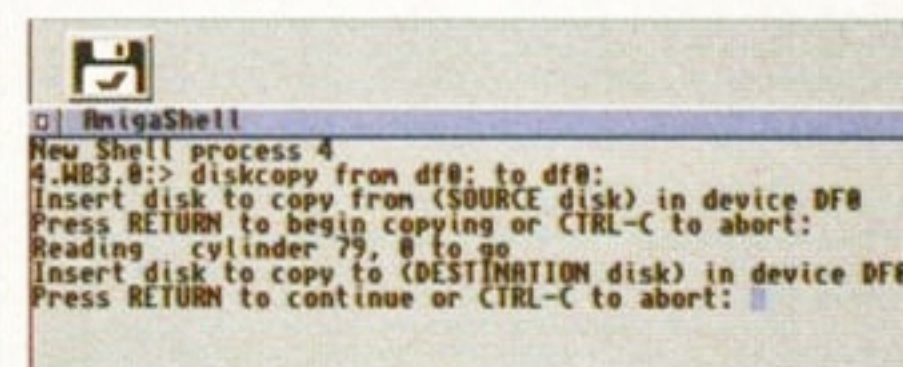 AmigaShell
New Shell process 4
4.WB3.0:> diskcopy from df0: to df0:
Insert disk to copy from (SOURCE disk) in device DF0
Press RETURN to begin copying or CTRL-C to abort:
Reading   cylinder 79, 0 to go
Insert disk to copy to (DESTINATION disk) in device DF0
Press RETURN to continue or CTRL-C to abort: